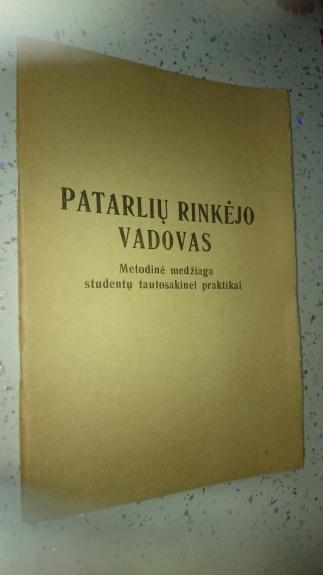 PATARLIŲ RINKĖJO
VADOVAS
Metodinė medžiaga
studentų tautosakinei praktikai